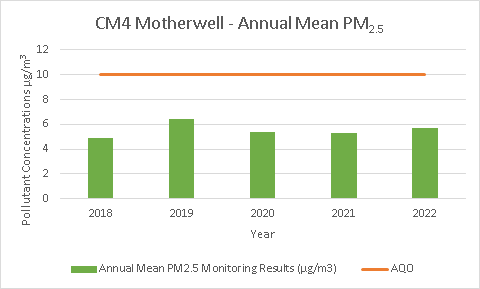 CM4 Motherwell - Annual Mean PM2.5
Pollutant Concentrations µg/m³
12
10
8
6
4
2
0
2018 2019 2020 2021 2022
Year
Annual Mean PM2.5 Monitoring Results (µg/m3) AQO